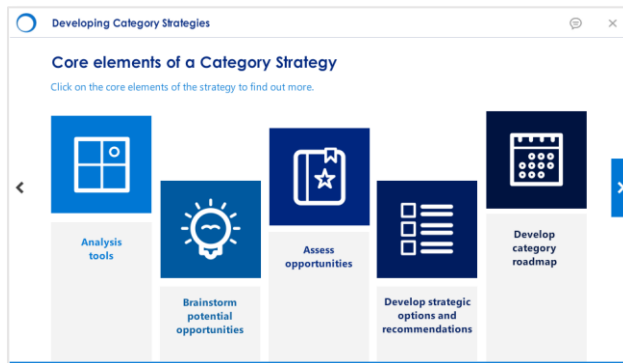 Developing Category Strategies
Core elements of a Category Strategy
Click on the core elements of the strategy to find out more.
Analysis
tools
Brainstorm
potential
opportunities
Assess
opportunities
Develop strategic
options and
recommendations
Develop
category
roadmap